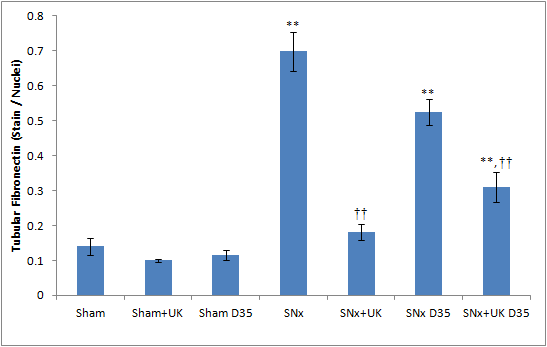 Tubular Fibronectin (Stain / Nuclei)
0.8
0.7
0.6
0.5
0.4
0.3
0.2
0.1
0
**
††
**
**,††
Sham
Sham+UK
Sham D35
SNx
SNx+UK
SNx D35
SNx+UK D35